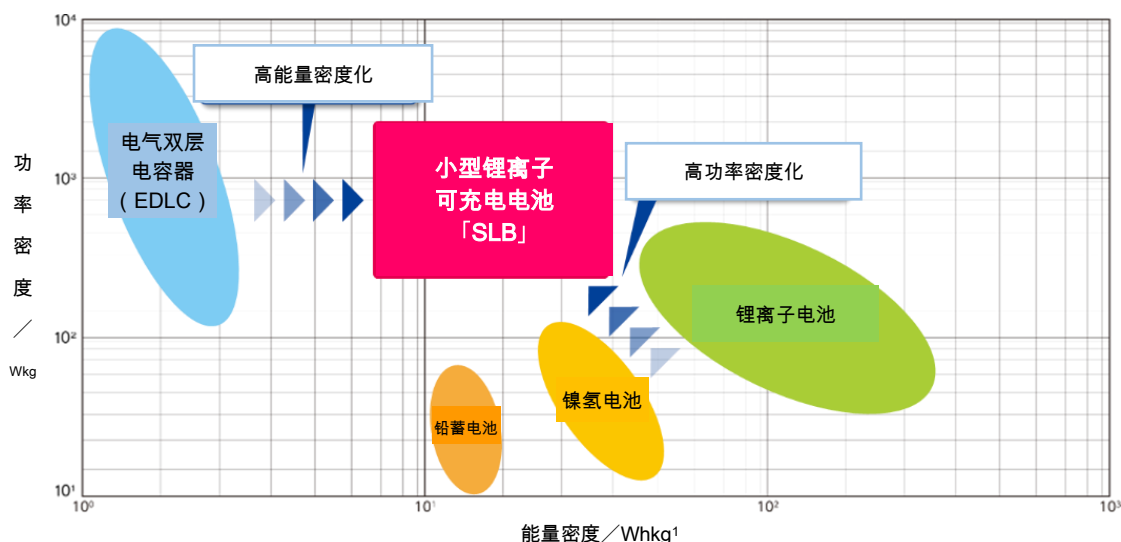 10⁴
高能量密度化
电气双层
电容器
(EDLC)
小型锂离子
可充电电池
「SLB」
高功率密度化
功
率
密
度
／
Wkg
10³
锂离子电池
10²
镍氢电池
铅蓄电池
10¹
10⁰
10¹
10²
10³
能量密度／Whkg¹